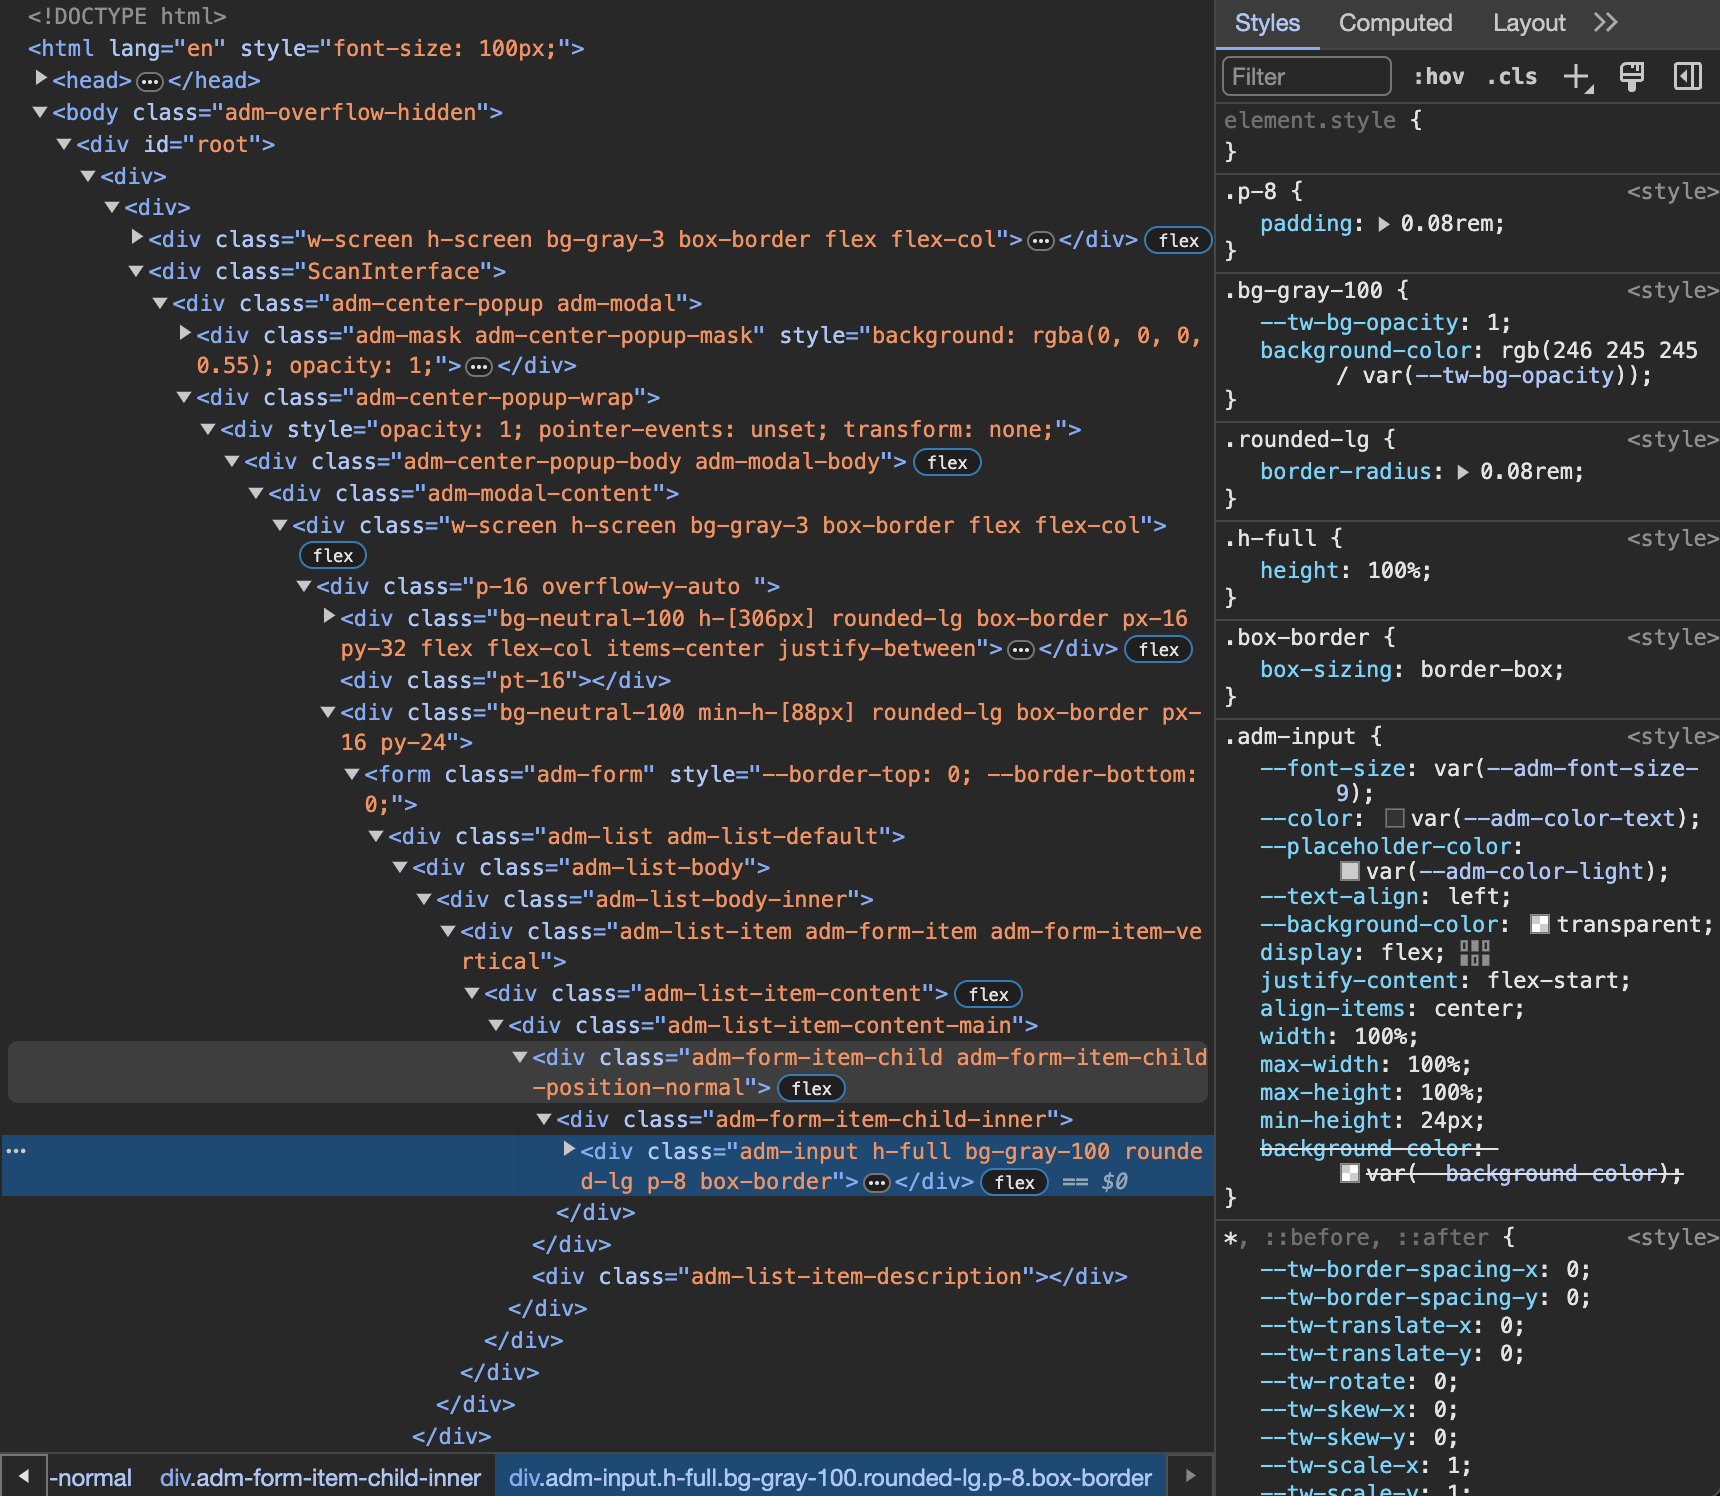 <!DOCTYPE html>
<html lang="en" style="font-size: 100px;">
<head>…</head>
<body class="adm-overflow-hidden">
<div id="root">
<div>
<div>
<div class="w-screen h-screen bg-gray-3 box-border flex flex-col">…</div> flex
<div class="ScanInterface">
<div class="adm-center-popup adm-modal">
<div class="adm-mask adm-center-popup-mask" style="background: rgba(0, 0, 0,
0.55); opacity: 1;">…</div>
<div class="adm-center-popup-wrap">
<div style="opacity: 1; pointer-events: unset; transform: none;">
<div class="adm-center-popup-body adm-modal-body"> flex
<div class="adm-modal-content">
<div class="w-screen h-screen bg-gray-3 box-border flex flex-col">
flex
<div class="p-16 overflow-y-auto ">
<div class="bg-neutral-100 h-[306px] rounded-lg box-border px-16
py-32 flex flex-col items-center justify-between">…</div> flex
<div class="pt-16"></div>
<div class="bg-neutral-100 min-h-[88px] rounded-lg box-border px-
16 py-24">
<form class="adm-form" style="--border-top: 0; --border-bottom:
0;">
<div class="adm-list adm-list-default">
<div class="adm-list-body">
<div class="adm-list-body-inner">
<div class="adm-list-item adm-form-item adm-form-item-ve
rtical">
<div class="adm-list-item-content"> flex
<div class="adm-list-item-content-main">
<div class="adm-form-item-child adm-form-item-child
-position-normal"> flex
<div class="adm-form-item-child-inner">
… <div class="adm-input h-full bg-gray-100 rounde
d-lg p-8 box-border">…</div> flex == $0
</div>
</div>
<div class="adm-list-item-description"></div>
</div>
</div>
</div>
</div>
</div>
-normal div.adm-form-item-child-inner div.adm-input.h-full.bg-gray-100.rounded-lg.p-8.box-border
Styles Computed Layout
Filter :hov .cls
element.style {
}
.p-8 { <style>
padding: 0.08rem;
}
.bg-gray-100 { <style>
--tw-bg-opacity: 1;
background-color: rgb(246 245 245
/ var(--tw-bg-opacity));
}
.rounded-lg { <style>
border-radius: 0.08rem;
}
.h-full { <style>
height: 100%;
}
.box-border { <style>
box-sizing: border-box;
}
.adm-input { <style>
--font-size: var(--adm-font-size-
9);
--color: var(--adm-color-text);
--placeholder-color:
var(--adm-color-light);
--text-align: left;
--background-color: transparent;
display: flex;
justify-content: flex-start;
align-items: center;
width: 100%;
max-width: 100%;
max-height: 100%;
min-height: 24px;
background-color:
var(--background-color);
}
*, ::before, ::after { <style>
--tw-border-spacing-x: 0;
--tw-border-spacing-y: 0;
--tw-translate-x: 0;
--tw-translate-y: 0;
--tw-rotate: 0;
--tw-skew-x: 0;
--tw-skew-y: 0;
--tw-scale-x: 1;
--tw-scale-y: 1;